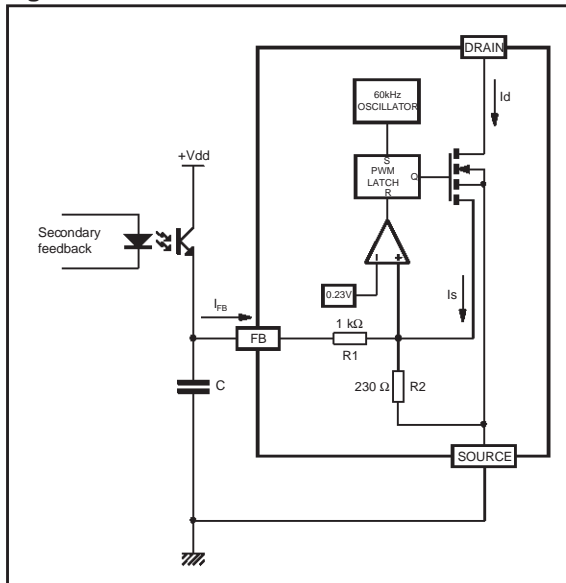 DRAIN
60kHz
OSCILLATOR
Id
+Vdd
S
PWM
LATCH
Q
R
Secondary
feedback
0.23V
Is
I_FB
FB
1 kΩ
R1
230 Ω
R2
C
SOURCE